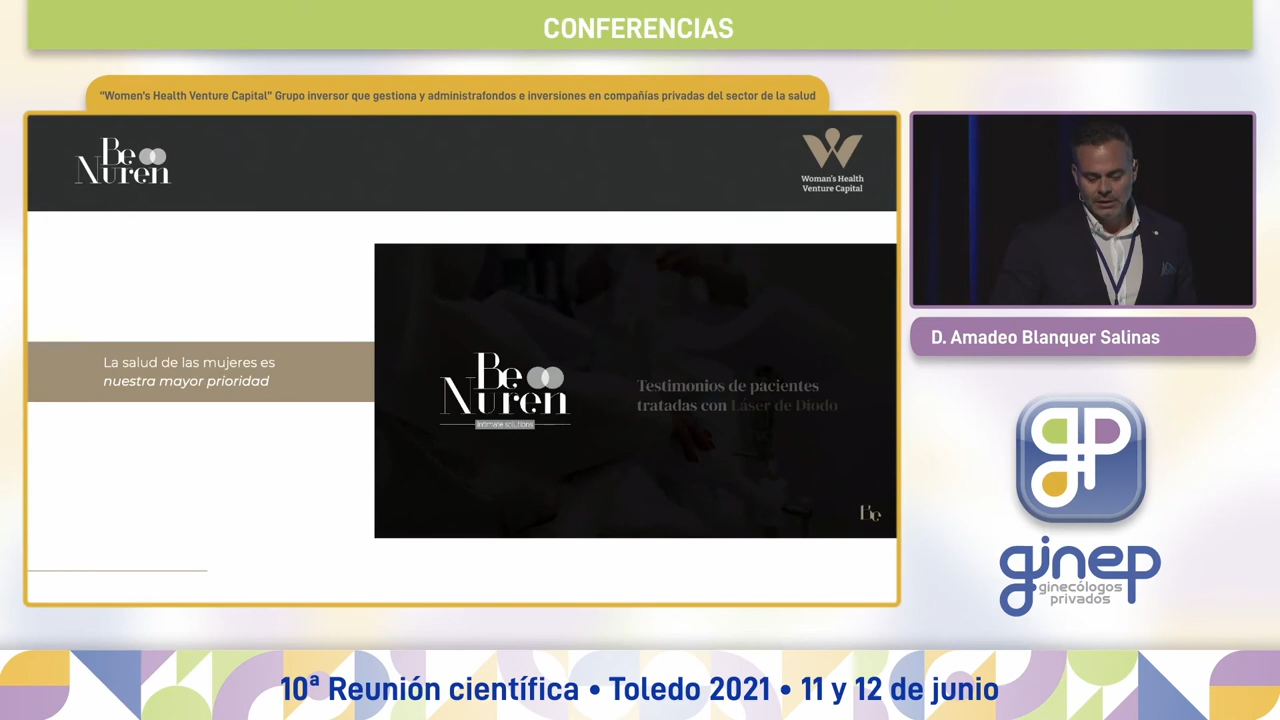 CONFERENCIAS
“Women's Health Venture Capital” Grupo inversor que gestiona y administrafondos e inversiones en compañías privadas del sector de la salud
Be
Nuren
Woman's Health
Venture Capital
La salud de las mujeres es
nuestra mayor prioridad
Be
Nuren
intimate solutions
Testimonios de pacientes
tratadas con Láser de Diodo
Be
D. Amadeo Blanquer Salinas
ginep
ginecólogos
privados
10ª Reunión científica • Toledo 2021 • 11 y 12 de junio